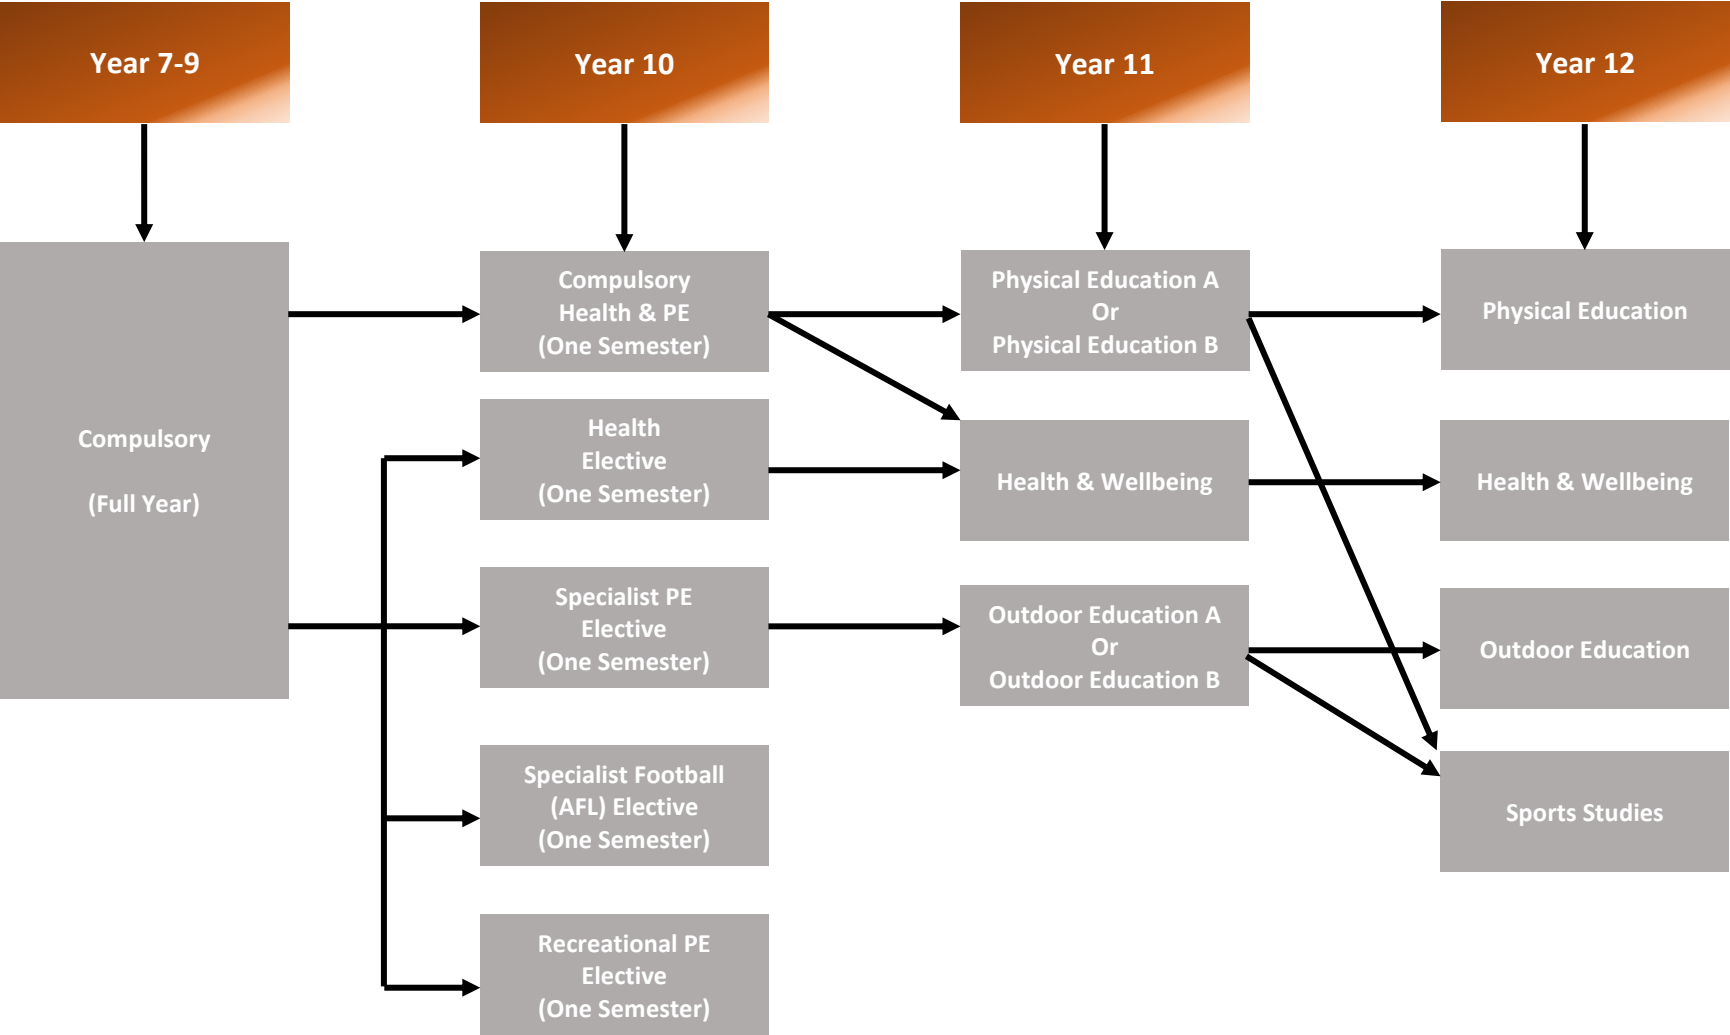 Year 7-9
Year 10
Year 11
Year 12
Compulsory
(Full Year)
Compulsory
Health & PE
(One Semester)
Health
Elective
(One Semester)
Specialist PE
Elective
(One Semester)
Specialist Football
(AFL) Elective
(One Semester)
Recreational PE
Elective
(One Semester)
Physical Education A
Or
Physical Education B
Health & Wellbeing
Outdoor Education A
Or
Outdoor Education B
Physical Education
Health & Wellbeing
Outdoor Education
Sports Studies